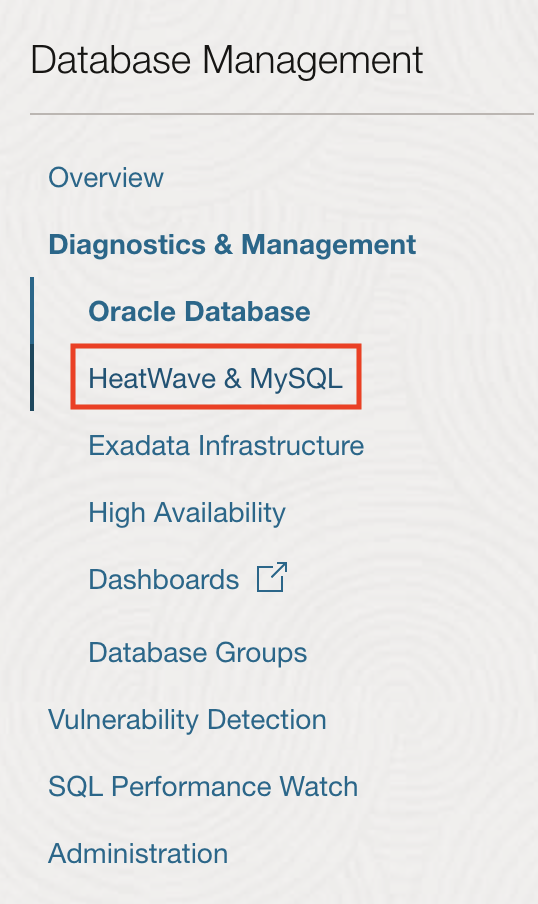 Database Management
Overview
Diagnostics & Management
Oracle Database
HeatWave & MySQL
Exadata Infrastructure
High Availability
Dashboards
Database Groups
Vulnerability Detection
SQL Performance Watch
Administration